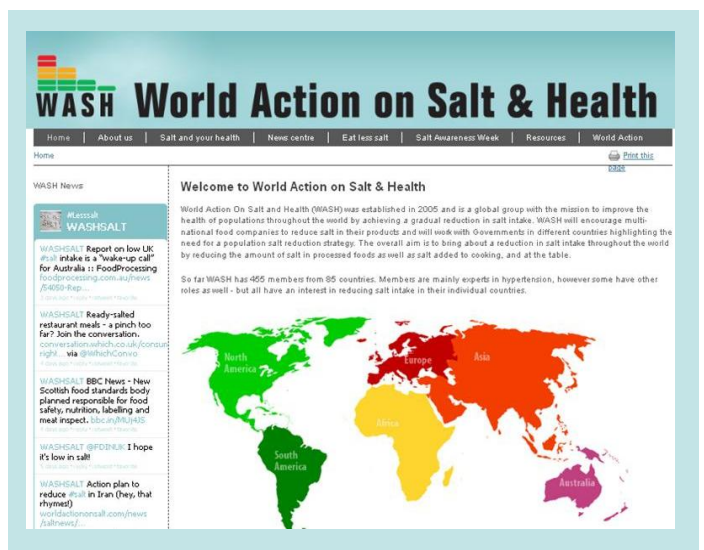 WASH World Action on Salt & Health
Home About us Salt and your health News centre Eat less salt Salt Awareness Week Resources World Action
Home
Print this
page
WASH News
#Lesssalt
WASHSALT
WASHSALT Report on low UK
#salt intake is a "wake-up call"
for Australia :: FoodProcessing
foodprocessing.com.au/news
/54050-Rep...
WASHSALT Ready-salted
restaurant meals - a pinch too
far? Join the conversation.
conversation.which.co.uk/consun
right... via @WhichConvo
WASHSALT BBC News - New
Scottish food standards body
planned responsible for food
safety, nutrition, labelling and
meat inspect. bbc.in/MUj4JS
WASHSALT @PDINUK I hope
it's low in salt!
WASHSALT Action plan to
reduce #salt in Iran (hey, that
rhymes!)
worldactiononsalt.com/news
/saltnews/...
Welcome to World Action on Salt & Health
World Action On Salt and Health (WASH) was established in 2005 and is a global group with the mission to improve the
health of populations throughout the world by achieving a gradual reduction in salt intake. WASH will encourage multi-
national food companies to reduce salt in their products and will work with Governments in different countries highlighting the
need for a population salt reduction strategy. The overall aim is to bring about a reduction in salt intake throughout the world
by reducing the amount of salt in processed foods as well as salt added to cooking, and at the table.
So far WASH has 455 members from 85 countries. Members are mainly experts in hypertension, however some have other
roles as well - but all have an interest in reducing salt intake in their individual countries.
North
America
Europe
Asia
Africa
South
America
Australia